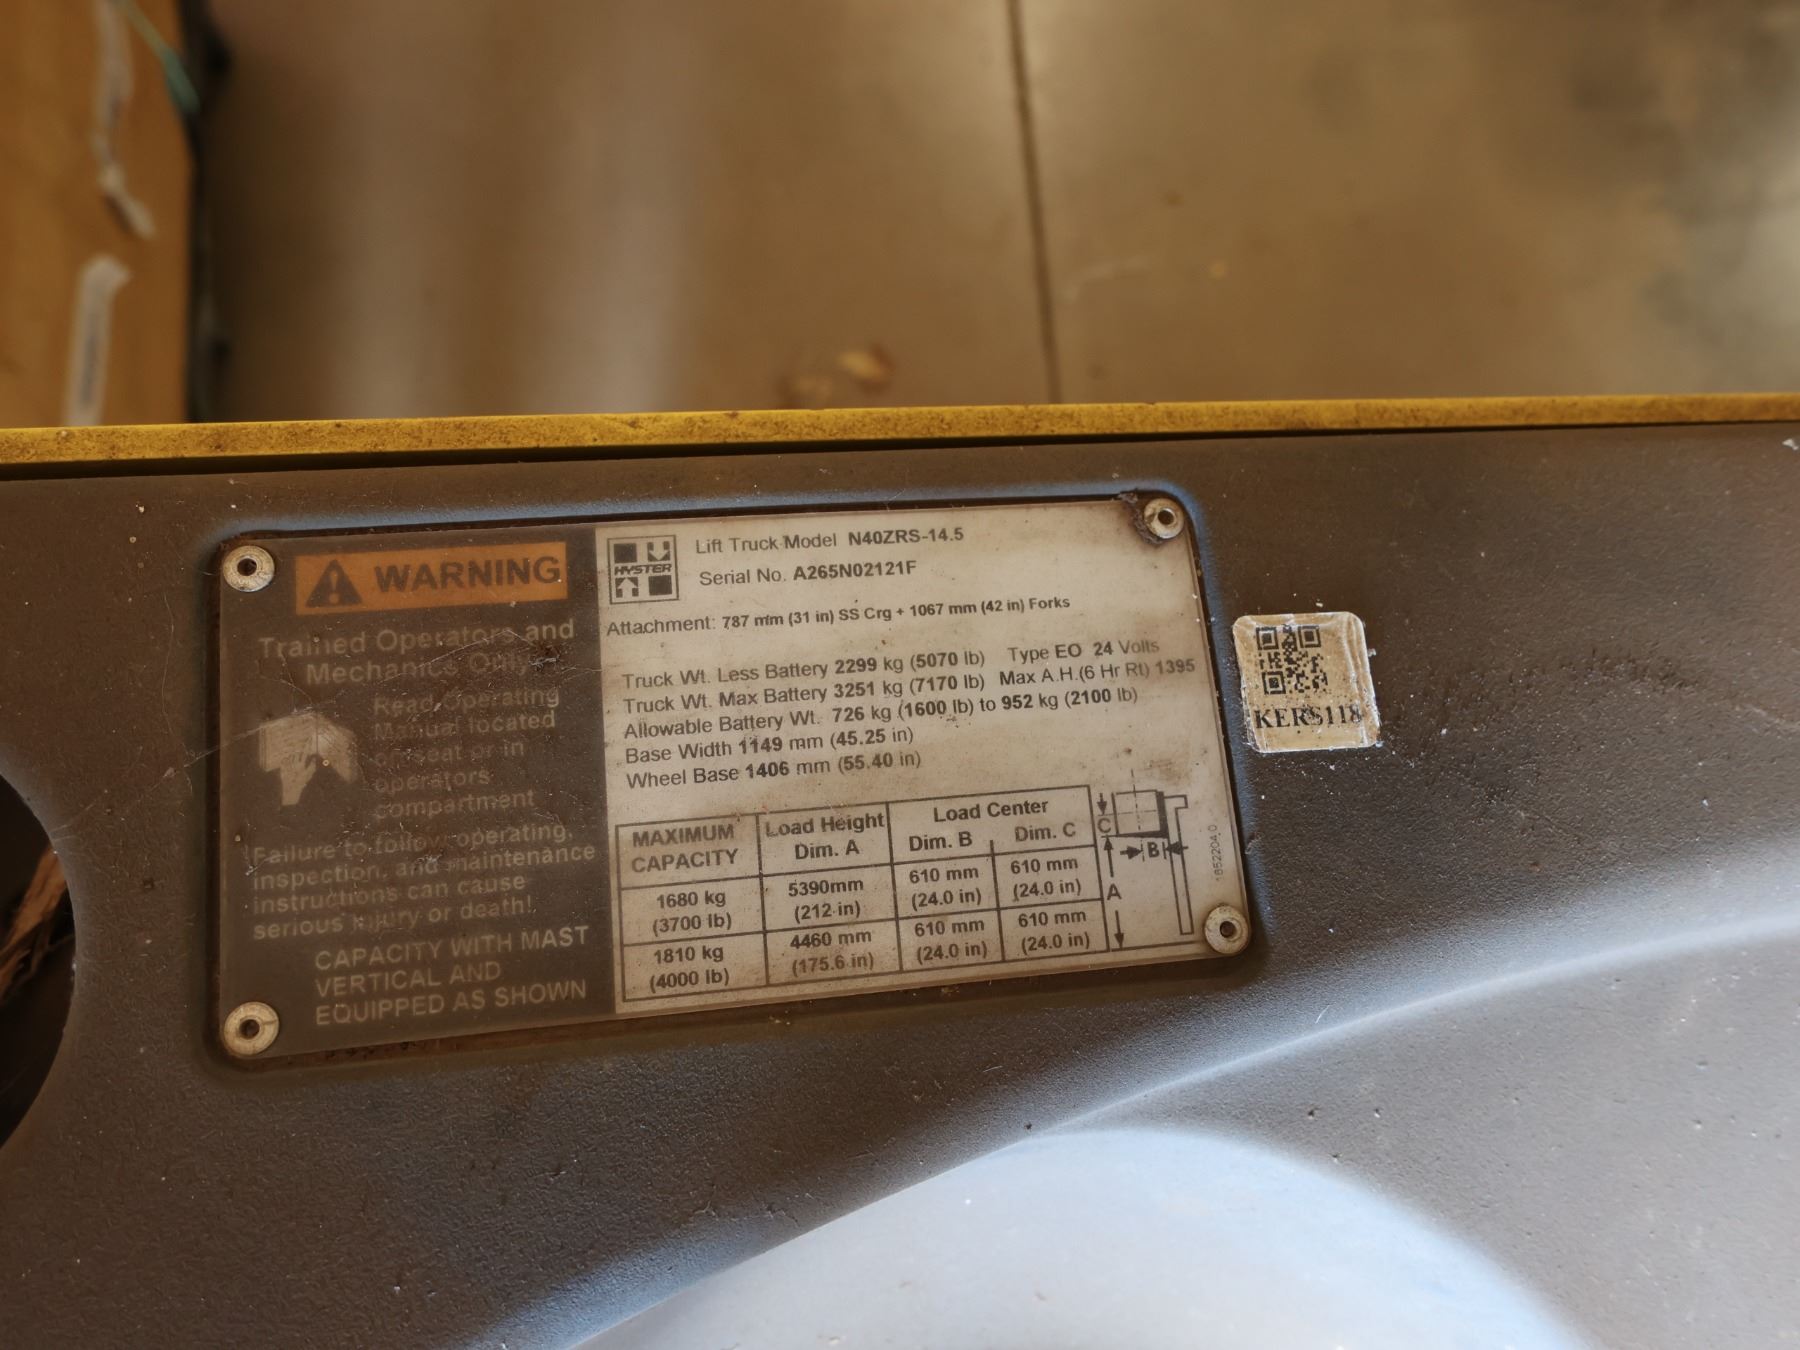 WARNING
Trained Operators and
Mechanics Only
Read Operating
Manual located
on seat or in
operators
compartment
Failure to follow operating,
inspection, and maintenance
instructions can cause
serious injury or death!
CAPACITY WITH MAST
VERTICAL AND
EQUIPPED AS SHOWN
HYSTER
Lift Truck Model N40ZRS-14.5
Serial No. A265N02121F
Attachment: 787 mm (31 in) SS Crg + 1067 mm (42 in) Forks
Truck Wt. Less Battery 2299 kg (5070 lb) Type EO 24 Volts
Truck Wt. Max Battery 3251 kg (7170 lb) Max A.H.(6 Hr Rt) 1395
Allowable Battery Wt. 726 kg (1600 lb) to 952 kg (2100 lb)
Base Width 1149 mm (45.25 in)
Wheel Base 1406 mm (55.40 in)
MAXIMUM CAPACITY Load Height Dim. A Load Center Dim. B Dim. C
1680 kg 5390mm 610 mm 610 mm
(3700 lb) (212 in) (24.0 in) (24.0 in)
1810 kg 4460 mm 610 mm 610 mm
(4000 lb) (175.6 in) (24.0 in) (24.0 in)
C
B
A
1652204.0
KERS118